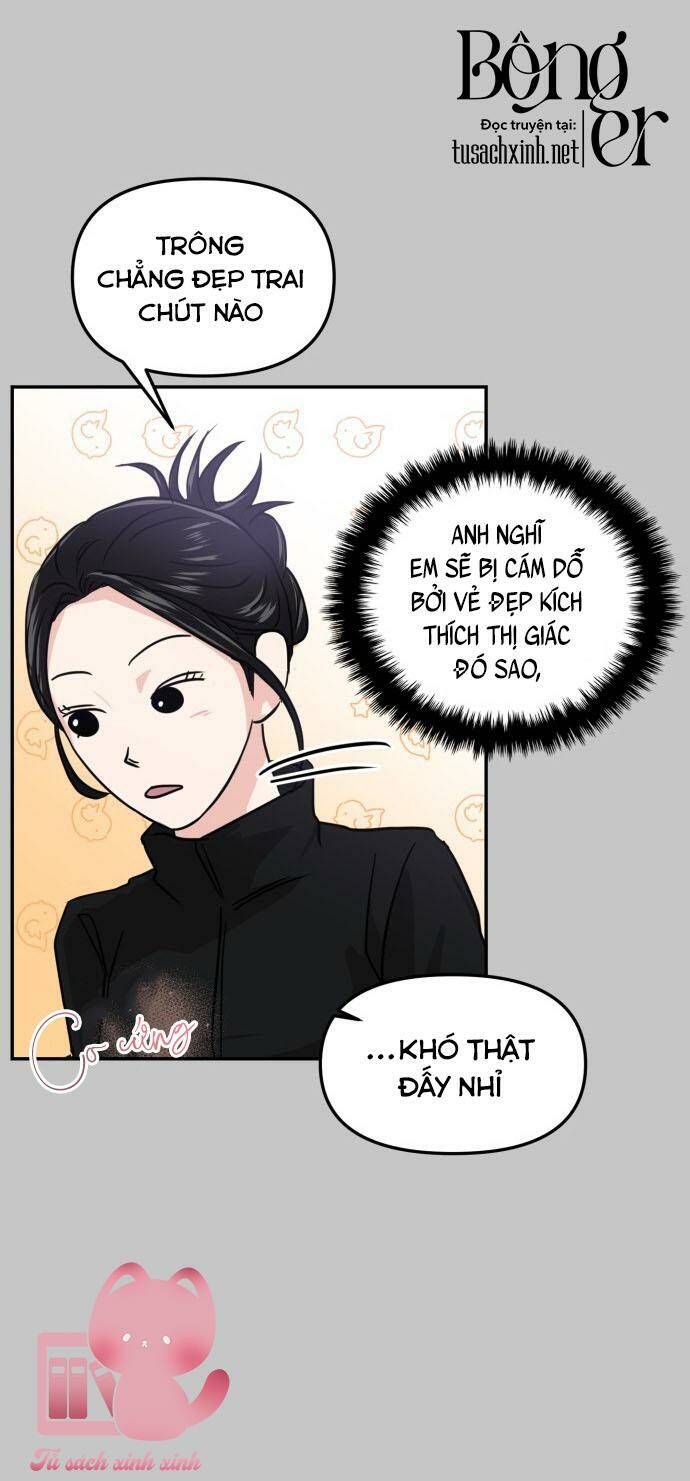 Bông
er
Đọc truyện tại:
tusachxinh.net
TRÔNG
CHẲNG ĐẸP TRAI
CHÚT NÀO
ANH NGHĨ
EM SẼ BỊ CÁM DỖ
BỞI VẺ ĐẸP KÍCH
THÍCH THỊ GIÁC
ĐÓ SAO,
Co cứng
...KHÓ THẬT
ĐẤY NHỈ
Tủ sách xinh xinh